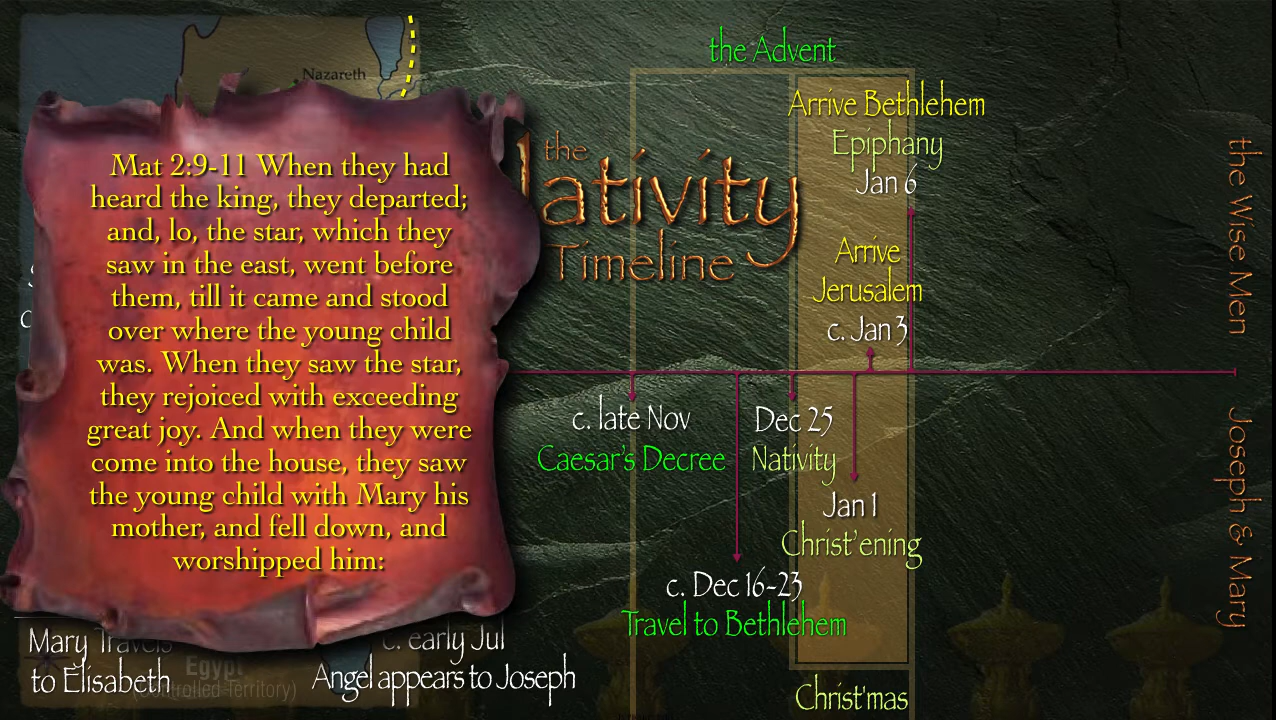 the Advent
Nazareth
Arrive Bethlehem
Epiphany
Jan 6
the
Nativity
Timeline
Mat 2:9-11 When they had
heard the king, they departed;
and, lo, the star, which they
saw in the east, went before
them, till it came and stood
over where the young child
was. When they saw the star,
they rejoiced with exceeding
great joy. And when they were
come into the house, they saw
the young child with Mary his
mother, and fell down, and
worshipped him:
Arrive
Jerusalem
c. Jan 3
the Wise Men
c. late Nov
Caesar's Decree
Dec 25
Nativity
Jan 1
Christ'ening
c. Dec 16-23
Travel to Bethlehem
Joseph & Mary
Mary Travels
to Elisabeth
Egypt
(Controlled Territory)
c. early Jul
Angel appears to Joseph
Christ'mas